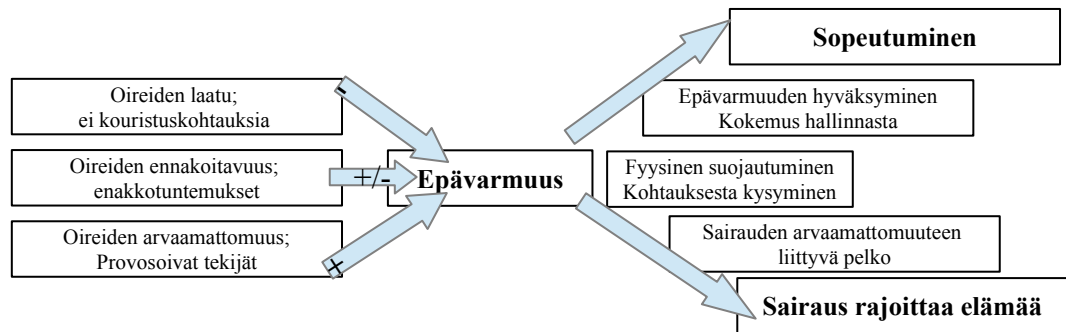 Sopeutuminen
Oireiden laatu;
ei kouristuskohtauksia
-
Epävarmuuden hyväksyminen
Kokemus hallinnasta
Oireiden ennakoitavuus;
enakkotuntemukset
+/-
Epävarmuus
Fyysinen suojautuminen
Kohtauksesta kysyminen
Oireiden arvaamattomuus;
Provosoivat tekijät
+
Sairauden arvaamattomuuteen
liittyvä pelko
Sairaus rajoittaa elämää